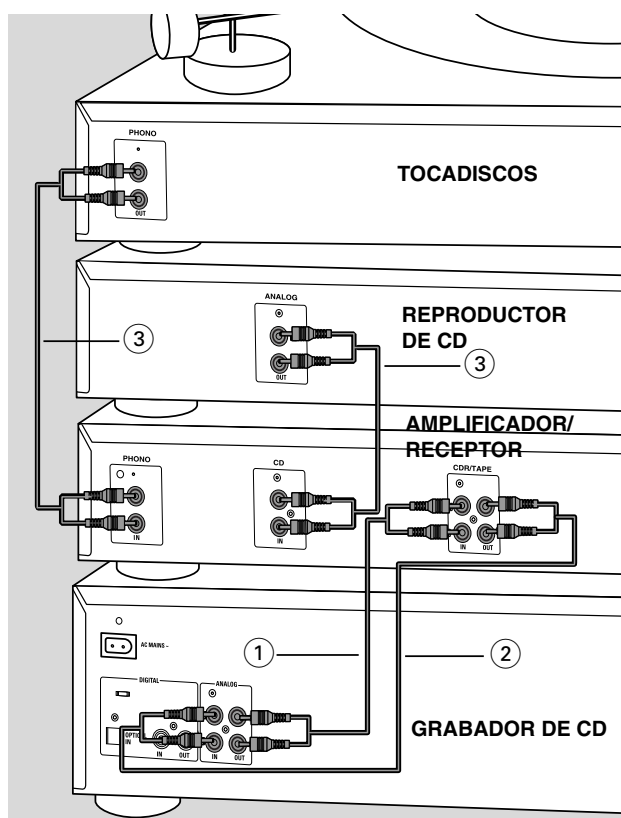 PHONO
OUT
TOCADISCOS
ANALOG
OUT
REPRODUCTOR
DE CD
3
3
AMPLIFICADOR/
RECEPTOR
PHONO
IN
CD
IN
CDR/TAPE
IN OUT
1
2
AC MAINS ~
DIGITAL
ANALOG
IN
IN OUT
IN OUT
GRABADOR DE CD